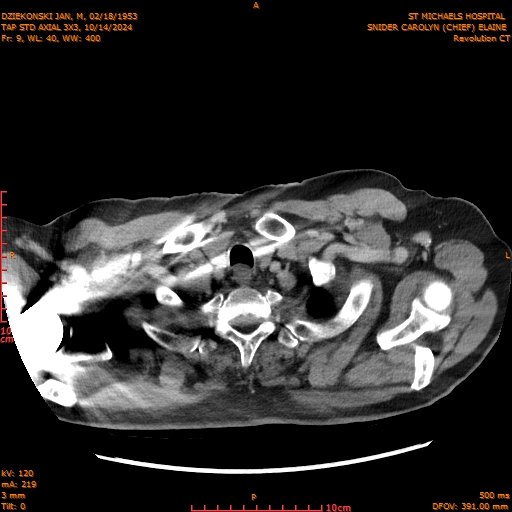 A
DZIEKONSKI JAN, M, 02/18/1953
TAP STD AXIAL 3X3, 10/14/2024
Fr: 9, WL: 40, WW: 400
ST MICHAELS HOSPITAL
SNIDER CAROLYN (CHIEF) ELAINE
Revolution CT
R
L
10
cm
kV: 120
mA: 219
3 mm
Tilt: 0
P
10cm
500 ms
DFOV: 391.00 mm